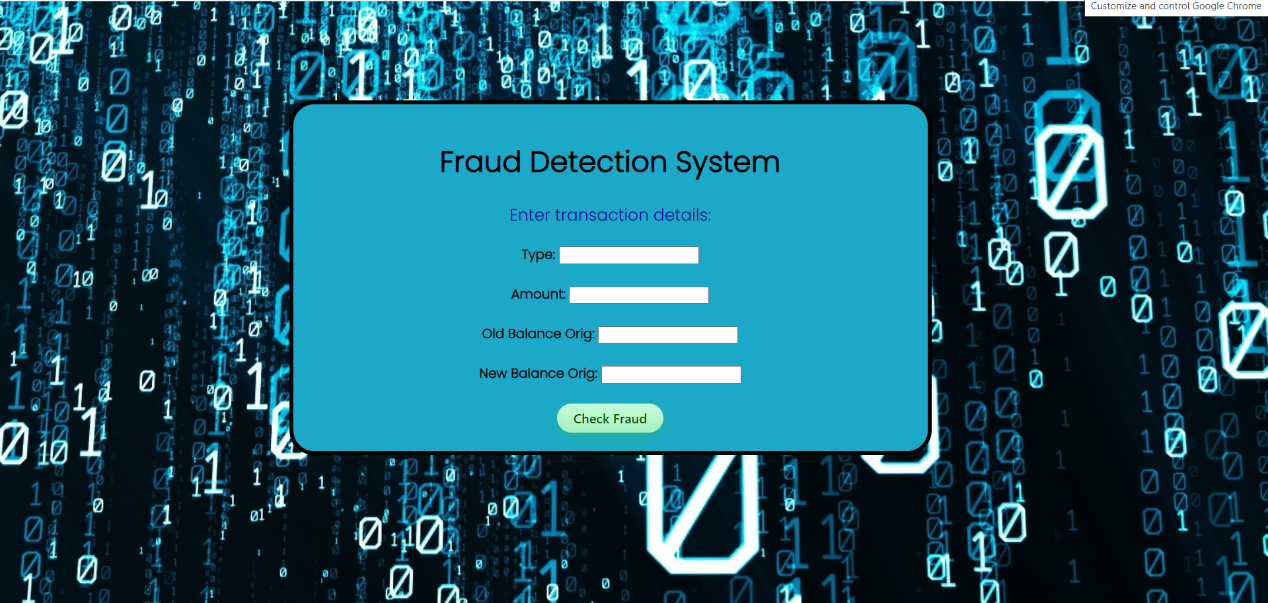 Customize and control Google Chrome
Fraud Detection System
Enter transaction details:
Type:
Amount:
Old Balance Orig:
New Balance Orig:
Check Fraud